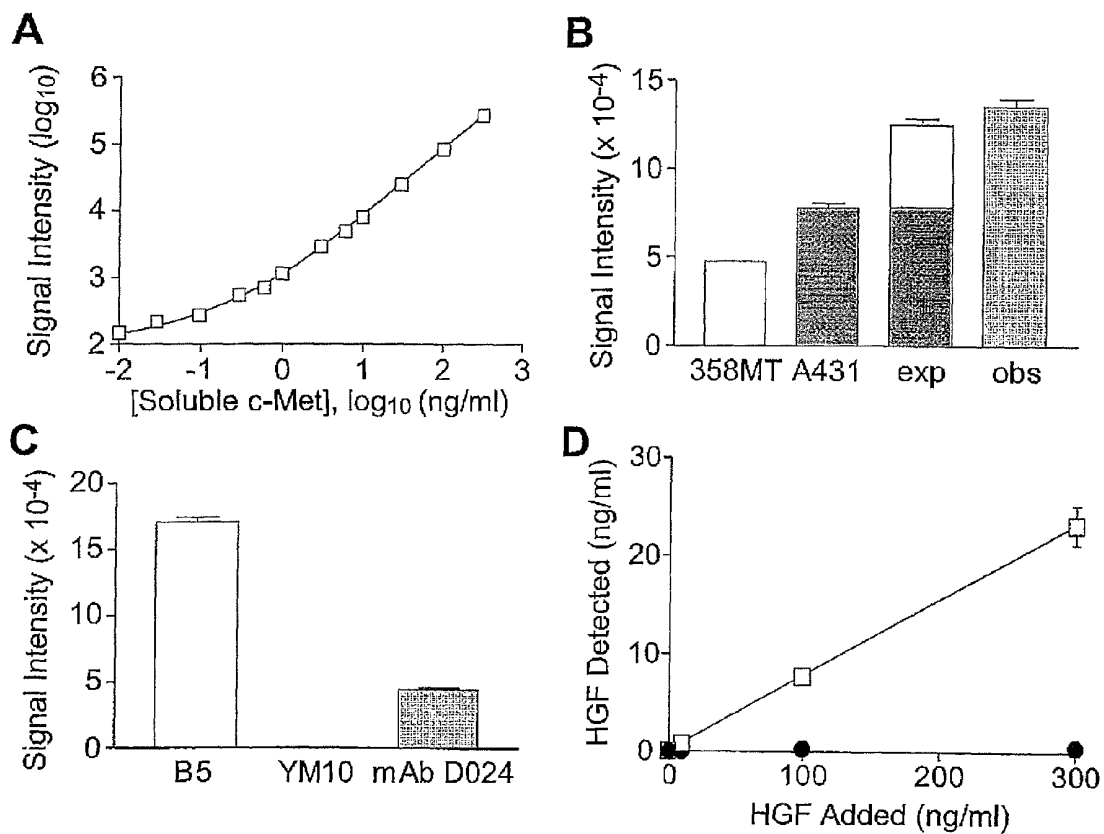 A
Signal Intensity (log10)
6
5
4
3
2
-2
-1
0
1
2
3
[Soluble c-Met], log10 (ng/ml)
B
Signal Intensity (x 10-4)
15
10
5
0
358MT
A431
exp
obs
C
Signal Intensity (x 10-4)
20
15
10
5
0
B5
YM10
mAb D024
D
HGF Detected (ng/ml)
30
20
10
0
0
100
200
300
HGF Added (ng/ml)